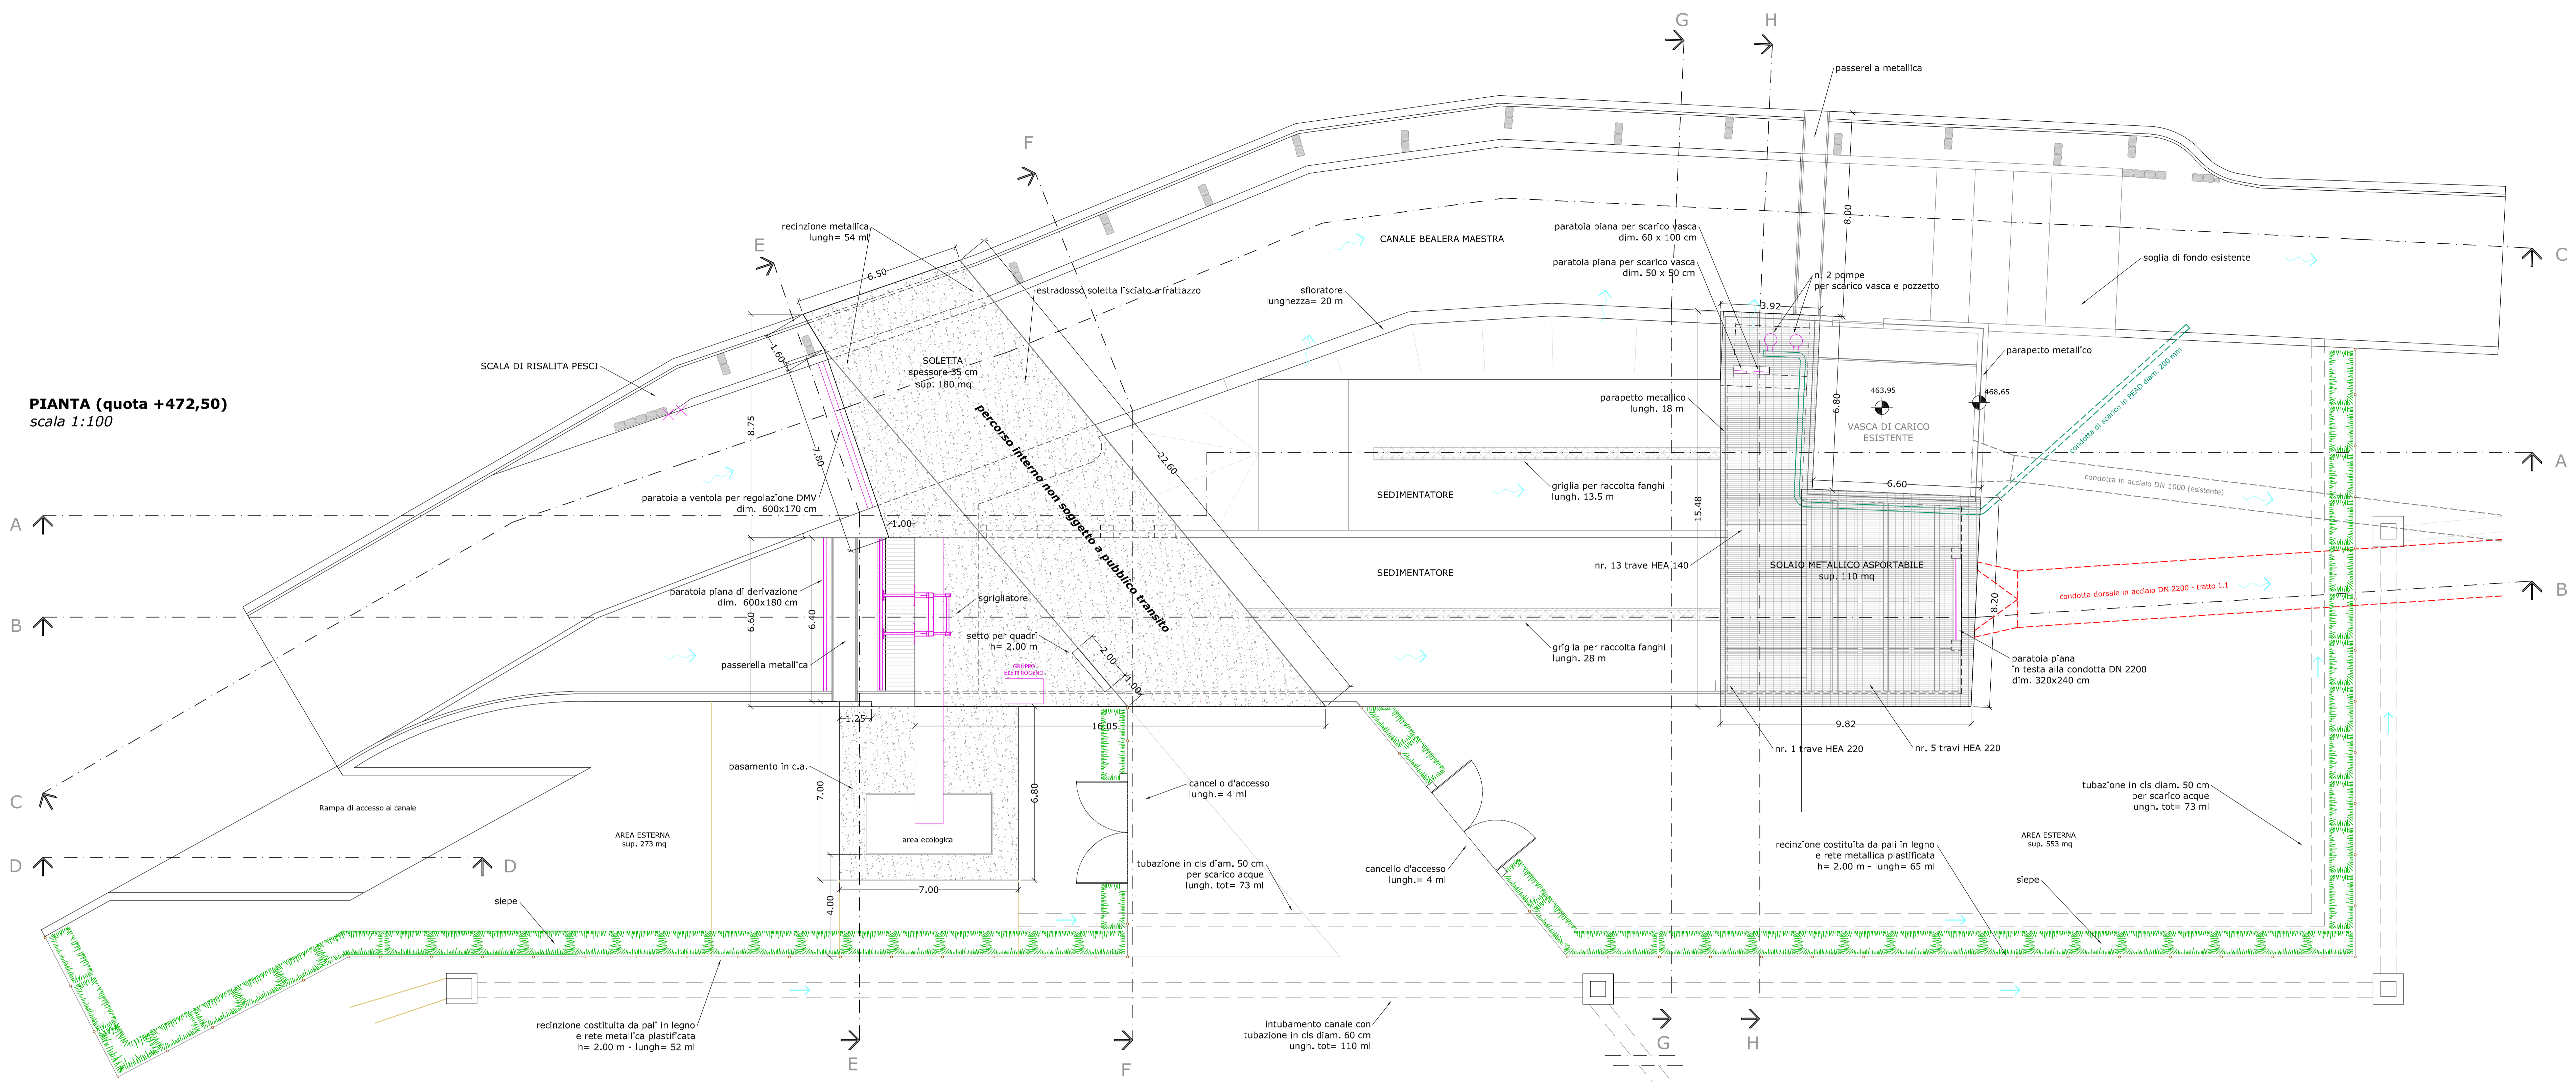 G
H
passerella metallica
F
E
recinzione metallica
lungh= 54 ml
6.50
estradosso soletta lisciato a frattazzo
CANALE BEALERA MAESTRA
paratoia piana per scarico vasca
dim. 60 x 100 cm
paratoia piana per scarico vasca
dim. 50 x 50 cm
n. 2 pompe
per scarico vasca e pozzetto
8.00
soglia di fondo esistente
C
sfioratore
lunghezza= 20 m
3.92
1.60
SCALA DI RISALITA PESCI
SOLETTA
spessore 35 cm
sup. 180 mq
parapetto metallico
PIANTA (quota +472,50)
scala 1:100
8.75
7.80
percorso interno non soggetto a pubblico transito
22.60
parapetto metallico
lungh. 18 ml
6.80
463,95
468,65
VASCA DI CARICO
ESISTENTE
condotta di scarico in PEAD diam. 200 mm
A
paratoia a ventola per regolazione DMV
dim. 600x170 cm
SEDIMENTATORE
griglia per raccolta fanghi
lungh. 13.5 m
15.48
6.60
condotta in acciaio DN 1000 (esistente)
A
1.00
paratoia piana di derivazione
dim. 600x180 cm
6.60
6.40
sgrigliatore
SEDIMENTATORE
nr. 13 trave HEA 140
SOLAIO METALLICO ASPORTABILE
sup. 110 mq
8.20
condotta dorsale in acciaio DN 2200 - tratto 1.1
B
B
setto per quadri
h= 2.00 m
2.00
1.00
passerella metallica
GRUPPO
ELETTROGENO
griglia per raccolta fanghi
lungh. 28 m
paratoia piana
in testa alla condotta DN 2200
dim. 320x240 cm
1.25
16.05
9.82
nr. 1 trave HEA 220
nr. 5 travi HEA 220
basamento in c.a.
7.00
6.80
cancello d'accesso
lungh.= 4 ml
tubazione in cls diam. 50 cm
per scarico acque
lungh. tot= 73 ml
C
Rampa di accesso al canale
AREA ESTERNA
sup. 273 mq
area ecologica
AREA ESTERNA
sup. 553 mq
D
D
tubazione in cls diam. 50 cm
per scarico acque
lungh. tot= 73 ml
cancello d'accesso
lungh.= 4 ml
recinzione costituita da pali in legno
e rete metallica plastificata
h= 2.00 m - lungh= 65 ml
siepe
7.00
4.00
siepe
recinzione costituita da pali in legno
e rete metallica plastificata
h= 2.00 m - lungh= 52 ml
intubamento canale con
tubazione in cls diam. 60 cm
lungh. tot= 110 ml
E
F
G
H